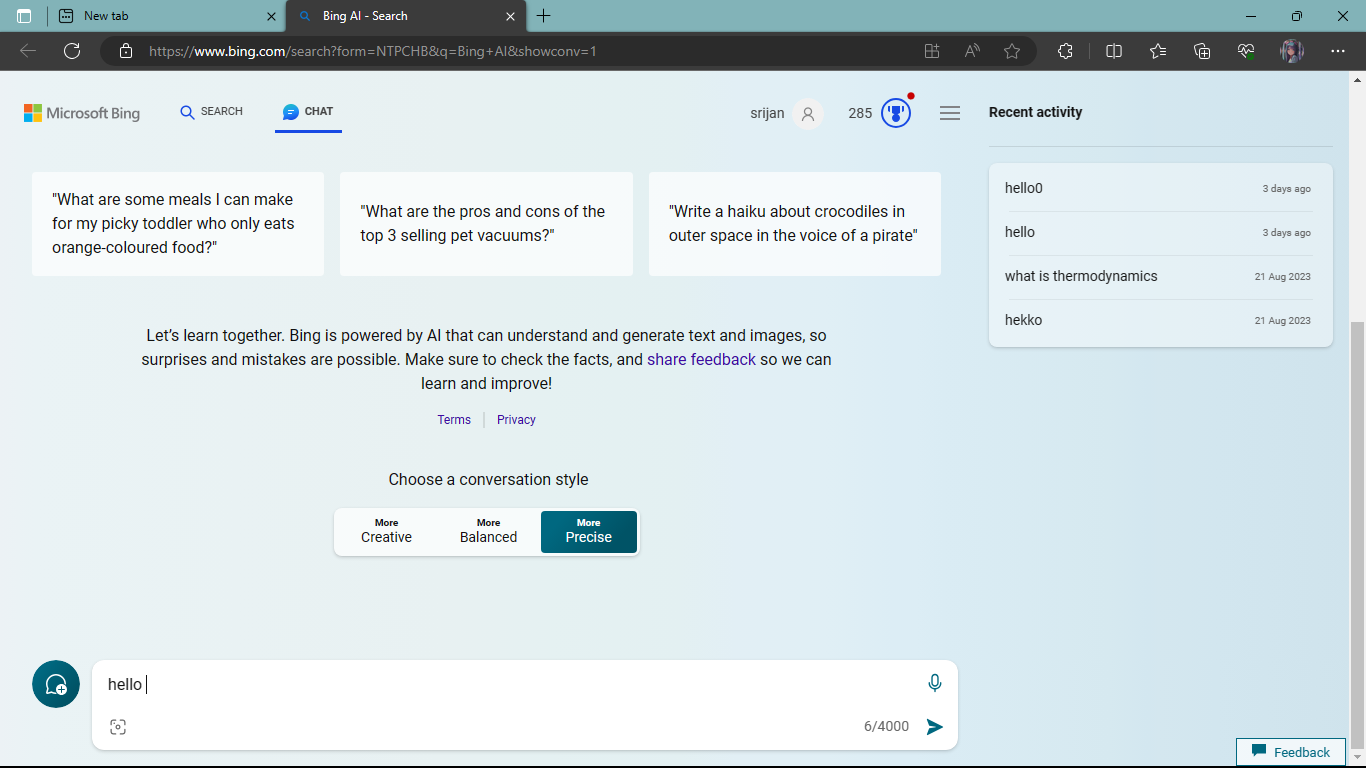 New tab
Bing AI - Search
https://www.bing.com/search?form=NTPCHB&q=Bing+AI&showconv=1
Microsoft Bing
SEARCH
CHAT
srijan
285
Recent activity
"What are some meals I can make
for my picky toddler who only eats
orange-coloured food?"
"What are the pros and cons of the
top 3 selling pet vacuums?"
"Write a haiku about crocodiles in
outer space in the voice of a pirate"
hello0
3 days ago
hello
3 days ago
what is thermodynamics
21 Aug 2023
hekko
21 Aug 2023
Let's learn together. Bing is powered by AI that can understand and generate text and images, so
surprises and mistakes are possible. Make sure to check the facts, and share feedback so we can
learn and improve!
Terms
Privacy
Choose a conversation style
More
Creative
More
Balanced
More
Precise
hello
6/4000
Feedback